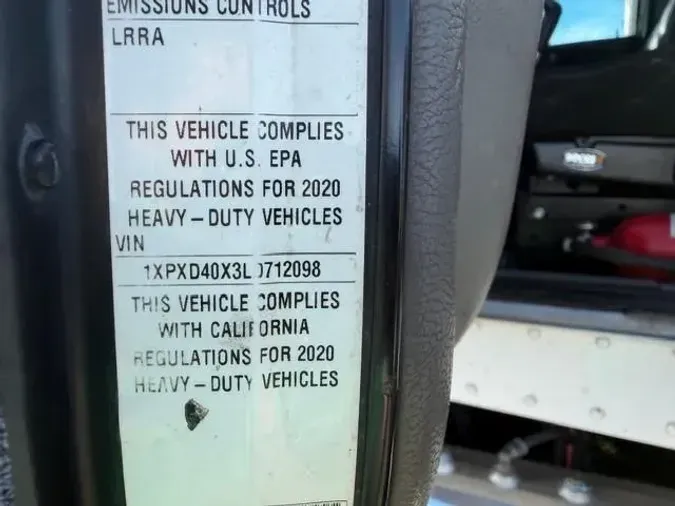 EMISSIONS CONTROLS
LRRA
THIS VEHICLE COMPLIES
WITH U.S. EPA
REGULATIONS FOR 2020
HEAVY-DUTY VEHICLES
VIN
1XPXD40X3LD712098
THIS VEHICLE COMPLIES
WITH CALIFORNIA
REGULATIONS FOR 2020
HEAVY-DUTY VEHICLES